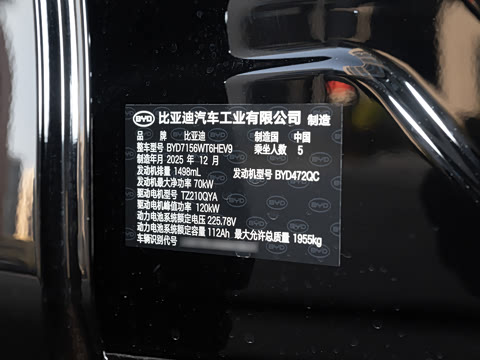 BYD 比亚迪汽车工业有限公司 制造
品 牌 比亚迪 制造国 中国
整车型号 BYD7156WT6HEV9 乘坐人数 5
制造年月 2025 年 12 月
发动机排量 1498mL 发动机型号 BYD472QC
发动机最大净功率 70kW
驱动电机型号 TZ210QYA
驱动电机峰值功率 120kW
动力电池系统额定电压 225.78V
动力电池系统额定容量 112Ah 最大允许总质量 1955kg
车辆识别代号